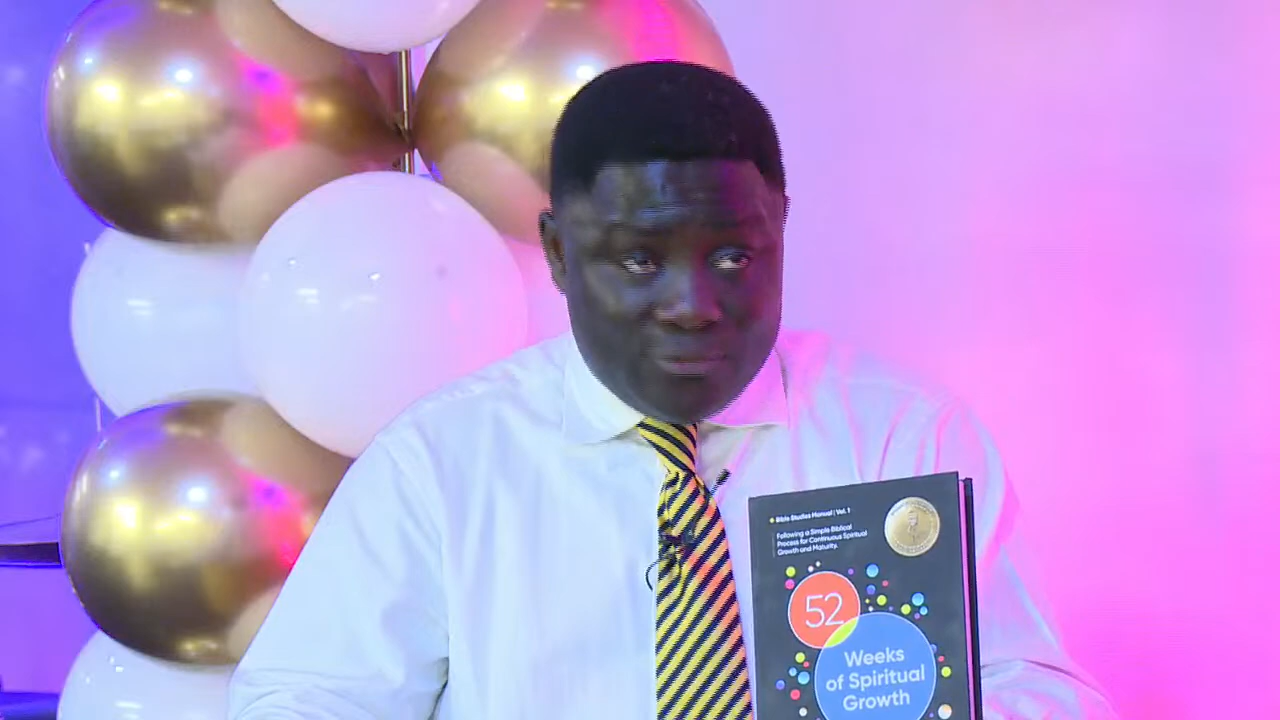 Bible Studies Manual | Vol. 1
Following a Simple Biblical
Process for Continuous Spiritual
Growth and Maturity.
52
Weeks
of Spiritual
Growth